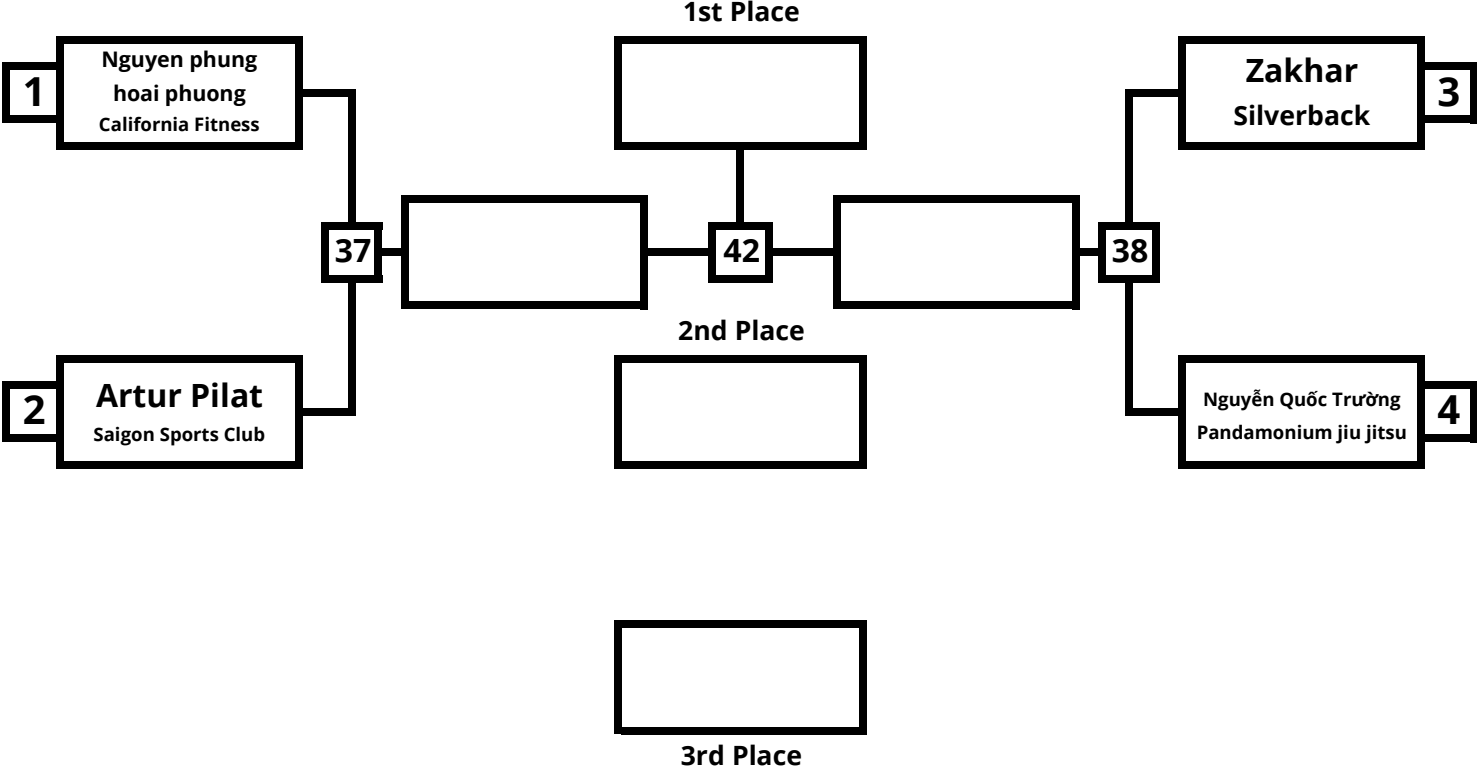 1st Place
1
Nguyen phung
hoai phuong
California Fitness
Zakhar
Silverback
3
37
42
38
2nd Place
2
Artur Pilat
Saigon Sports Club
Nguyễn Quốc Trường
Pandamonium jiu jitsu
4
3rd Place